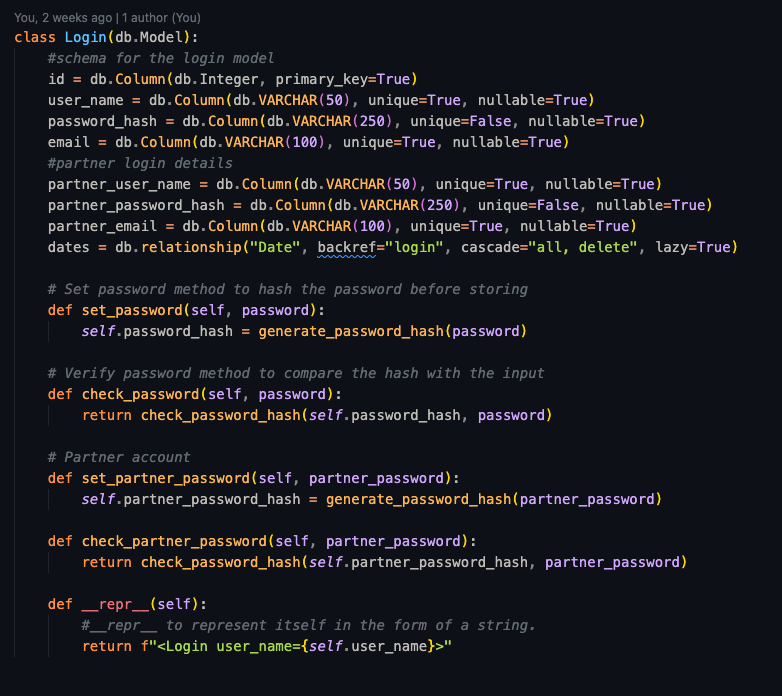 You, 2 weeks ago | 1 author (You)
class Login(db.Model):
    #schema for the login model
    id = db.Column(db.Integer, primary_key=True)
    user_name = db.Column(db.VARCHAR(50), unique=True, nullable=True)
    password_hash = db.Column(db.VARCHAR(250), unique=False, nullable=True)
    email = db.Column(db.VARCHAR(100), unique=True, nullable=True)
    #partner login details
    partner_user_name = db.Column(db.VARCHAR(50), unique=True, nullable=True)
    partner_password_hash = db.Column(db.VARCHAR(250), unique=False, nullable=True)
    partner_email = db.Column(db.VARCHAR(100), unique=True, nullable=True)
    dates = db.relationship("Date", backref="login", cascade="all, delete", lazy=True)

    # Set password method to hash the password before storing
    def set_password(self, password):
        self.password_hash = generate_password_hash(password)

    # Verify password method to compare the hash with the input
    def check_password(self, password):
        return check_password_hash(self.password_hash, password)

    # Partner account
    def set_partner_password(self, partner_password):
        self.partner_password_hash = generate_password_hash(partner_password)

    def check_partner_password(self, partner_password):
        return check_password_hash(self.partner_password_hash, partner_password)

    def __repr__(self):
        #__repr__ to represent itself in the form of a string.
        return f"<Login user_name={self.user_name}>"